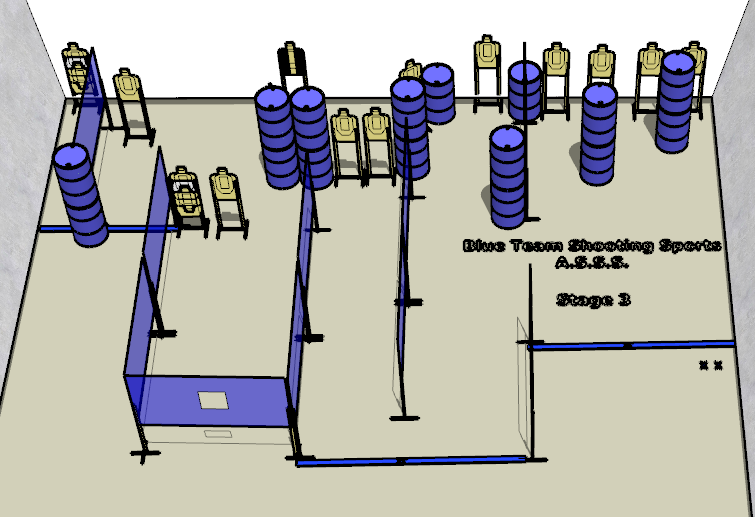 Blue Team Shooting Sports
A.S.S.S.
Stage 3
x x